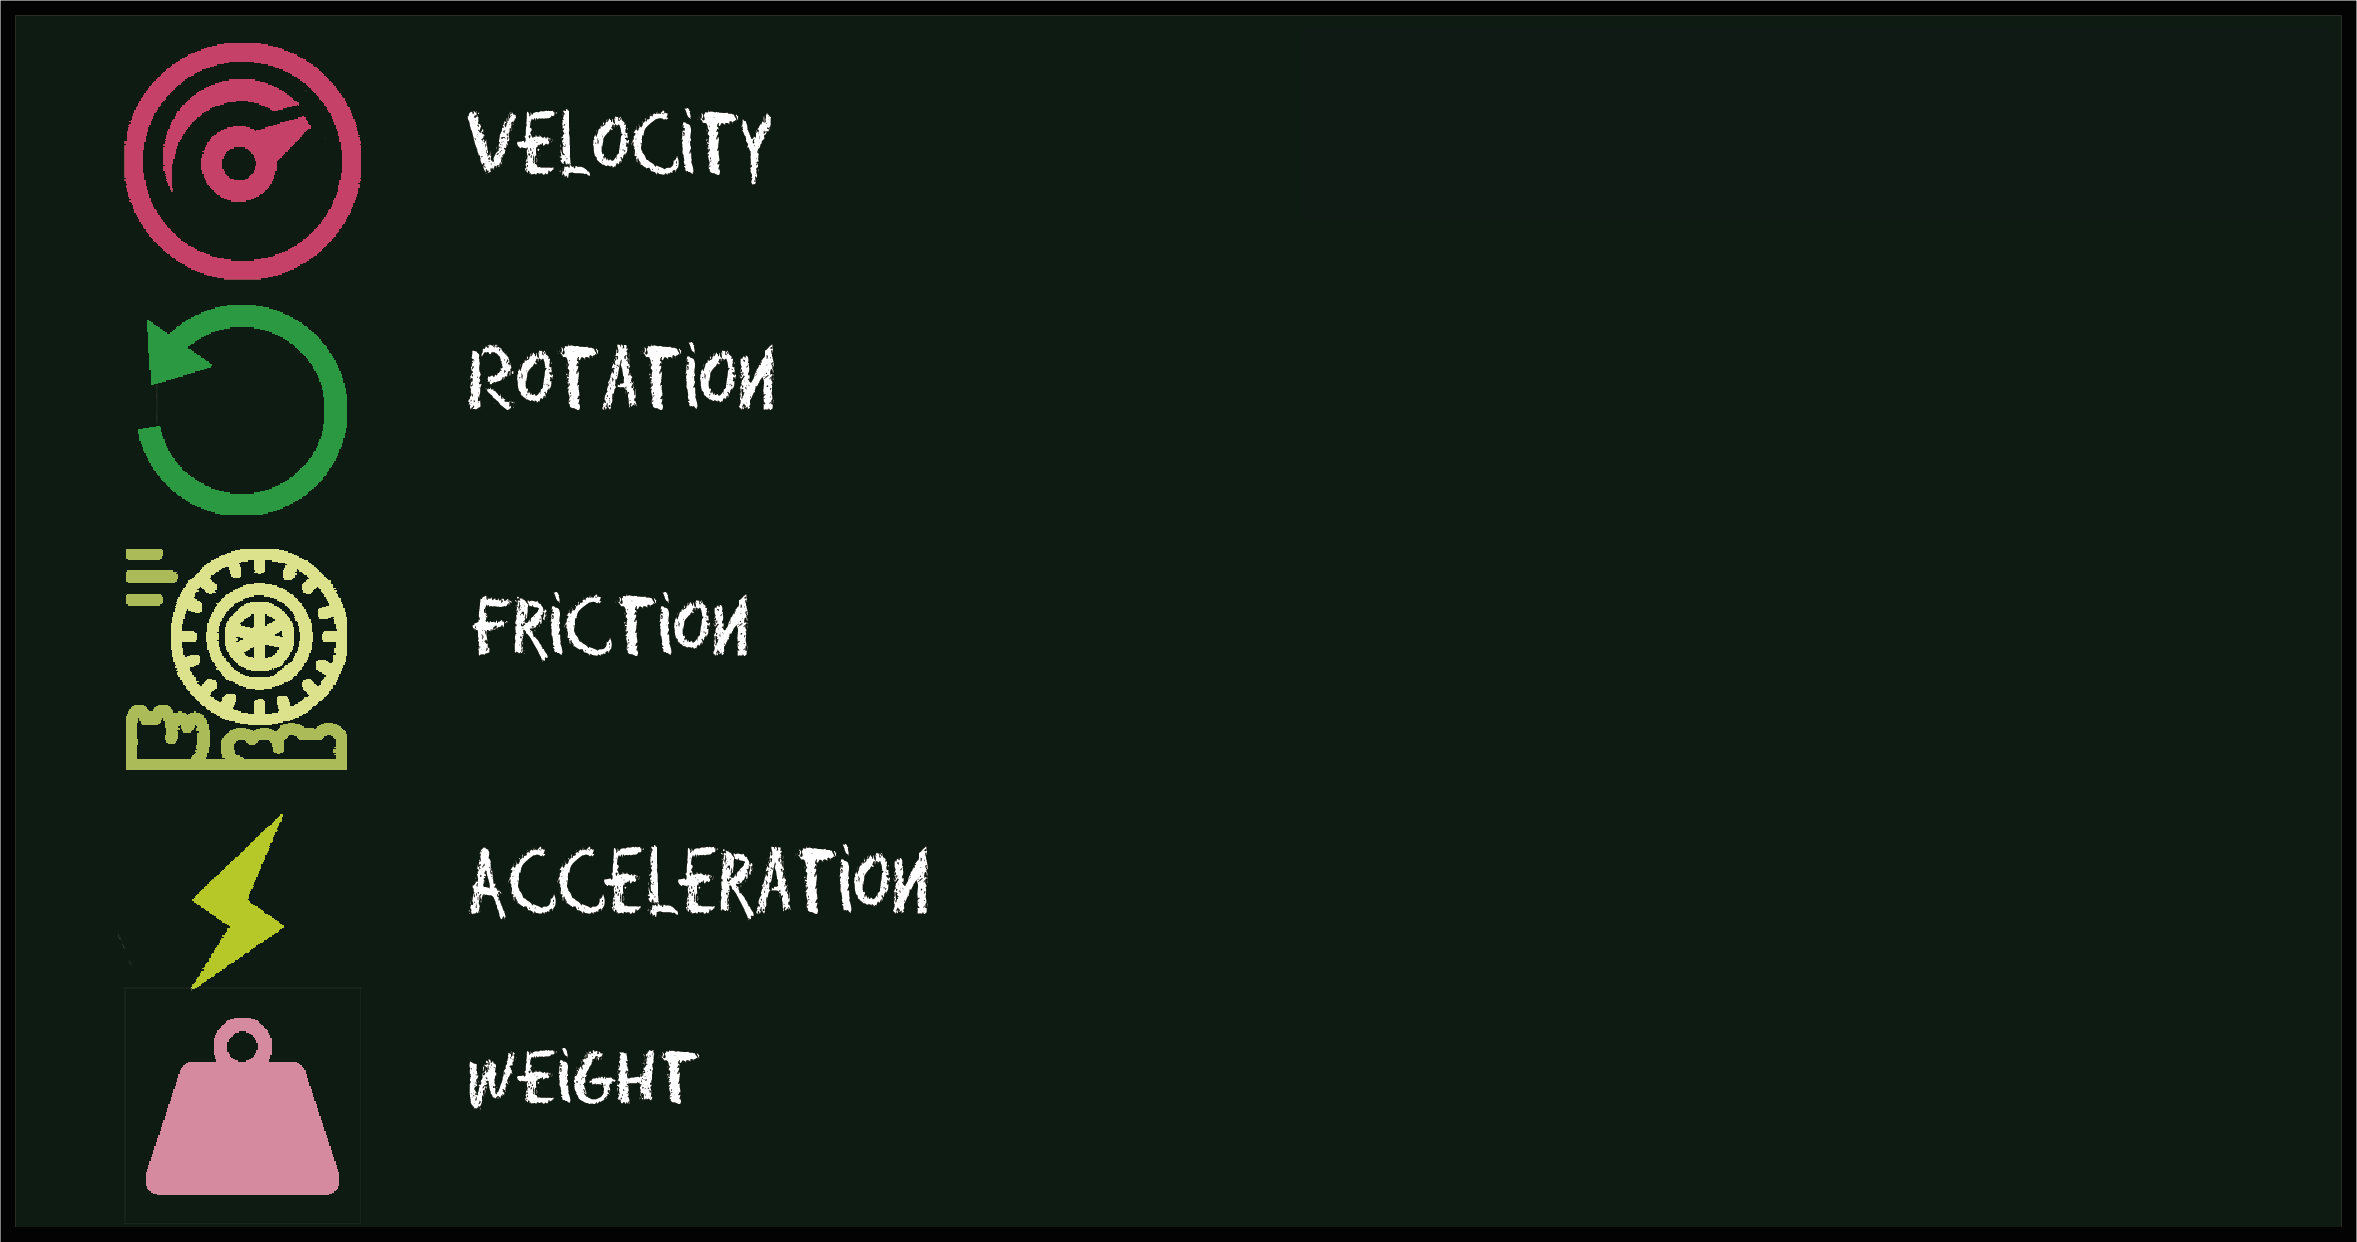 VELOCiTY
ROTATiON
FRiCTiON
ACCELERATiON
WEiGHT